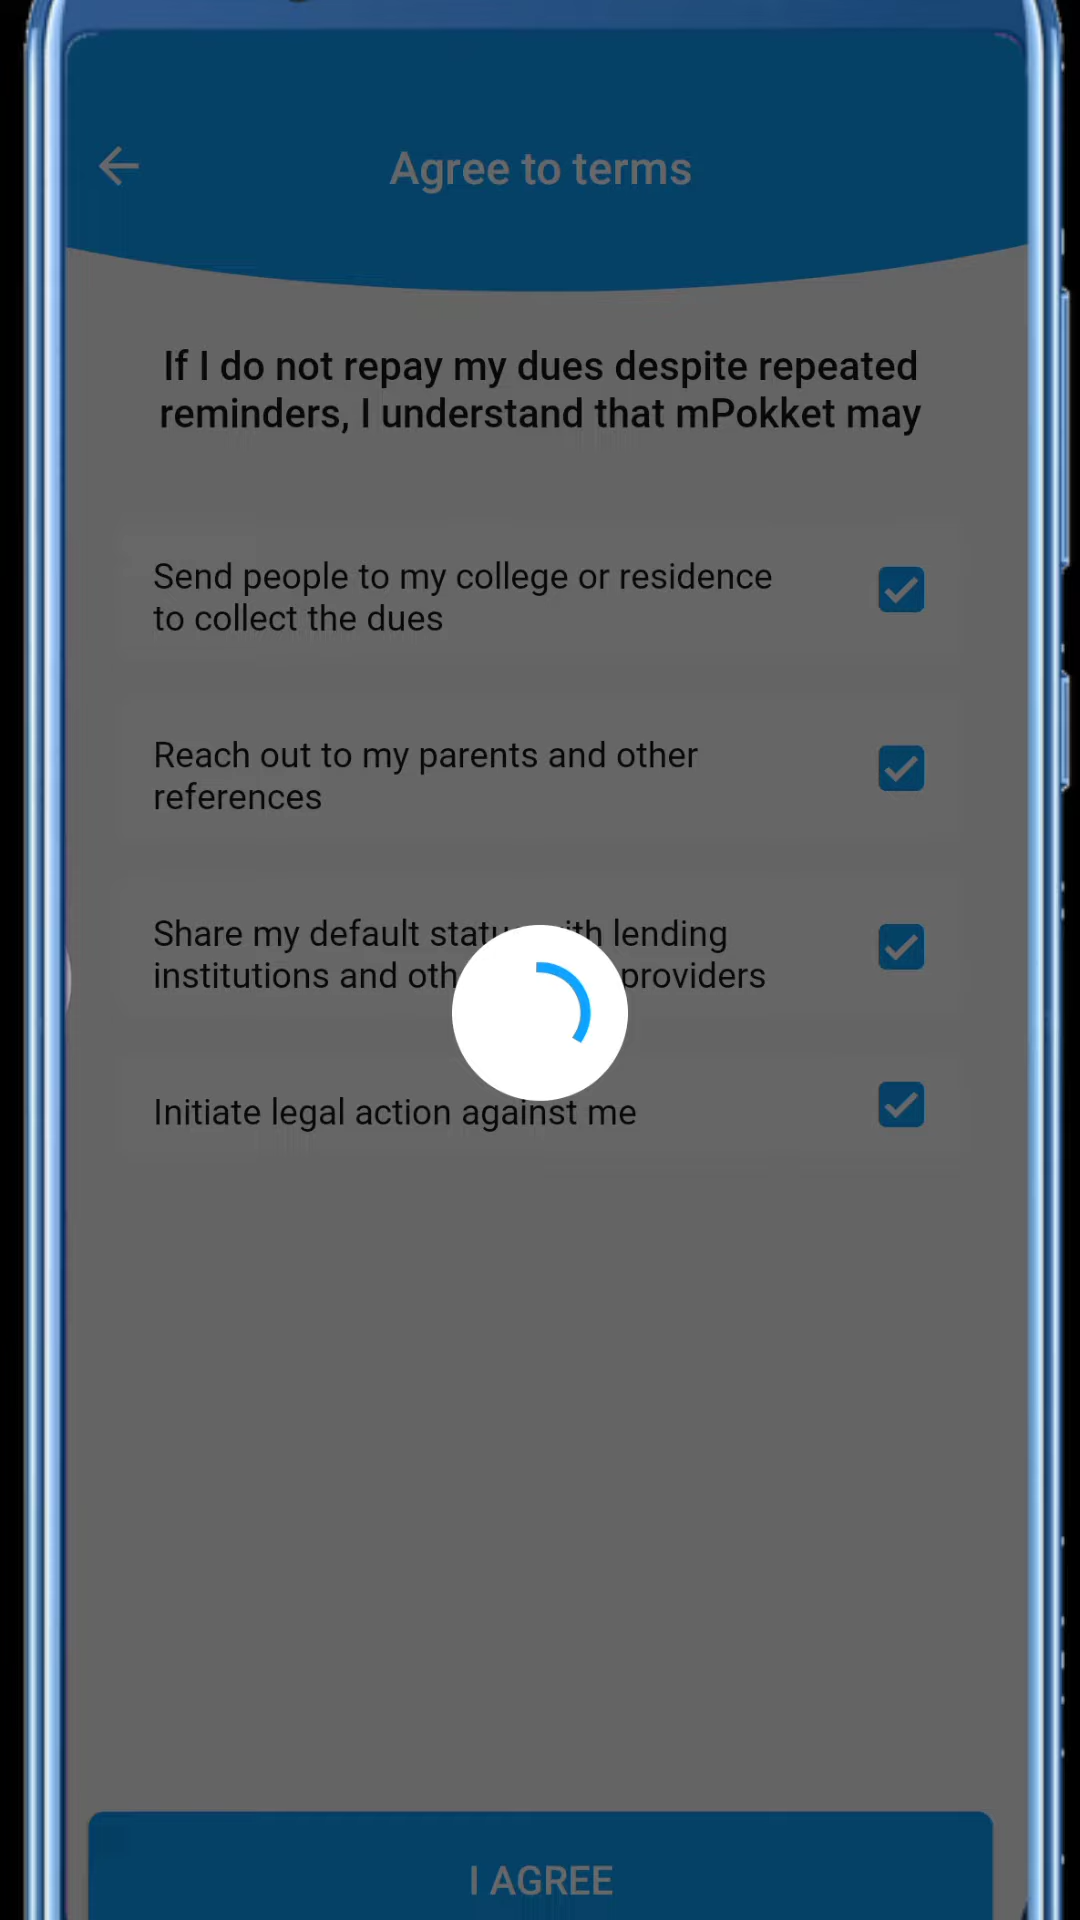 Agree to terms
If I do not repay my dues despite repeated
reminders, I understand that mPokket may
Send people to my college or residence
to collect the dues
Reach out to my parents and other
references
Share my default with lending
institutions and providers
Initiate legal action against me
I AGREE